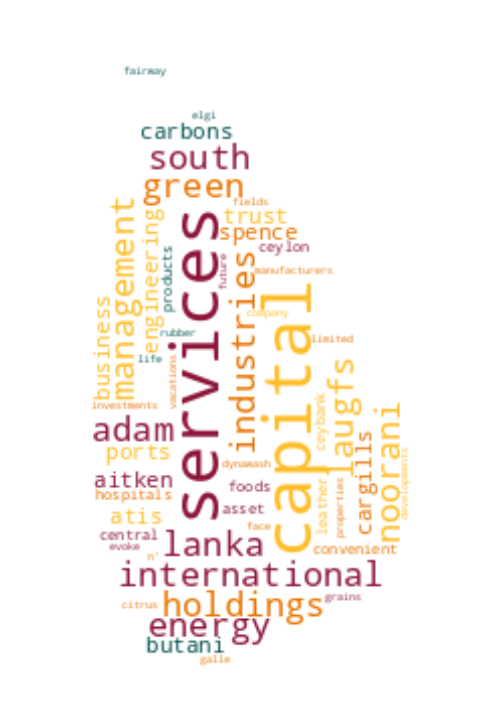 fairway
elgi
carbons
south
green
fields
trust
spence
ceylon
management
engineering
products
services
future
manufacturers
industries
capital
company
limited
rubber
life
business
vacations
investments
adam
ports
laugfs
ceybank
noorani
cargills
developments
dynawash
aitken
hospitals
foods
leather
properties
asset
atis
face
central
evoke
n'
lanka
convenient
international
citrus
holdings
grains
energy
butani
galle